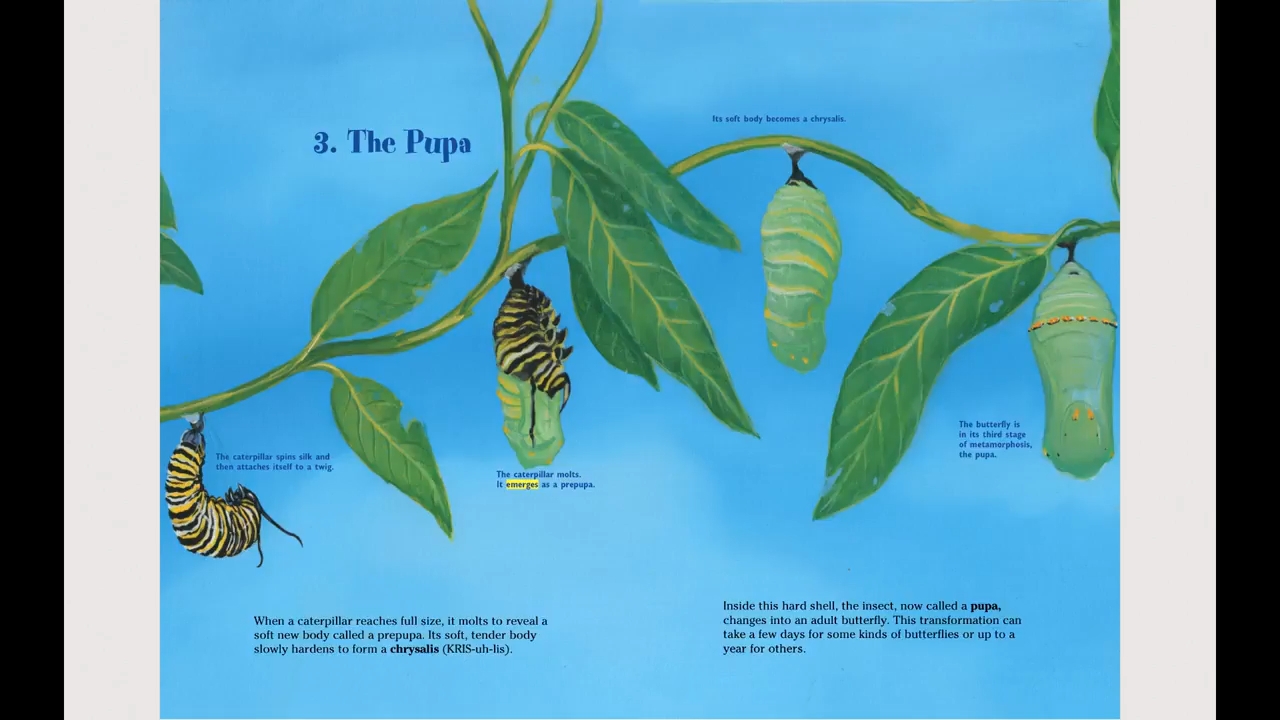 3. The Pupa
Its soft body becomes a chrysalis.
The caterpillar spins silk and
then attaches itself to a twig.
The caterpillar molts.
It emerges as a prepupa.
The butterfly is
in its third stage
of metamorphosis,
the pupa.
When a caterpillar reaches full size, it molts to reveal a
soft new body called a prepupa. Its soft, tender body
slowly hardens to form a chrysalis (KRIS-uh-lis).
Inside this hard shell, the insect, now called a pupa,
changes into an adult butterfly. This transformation can
take a few days for some kinds of butterflies or up to a
year for others.